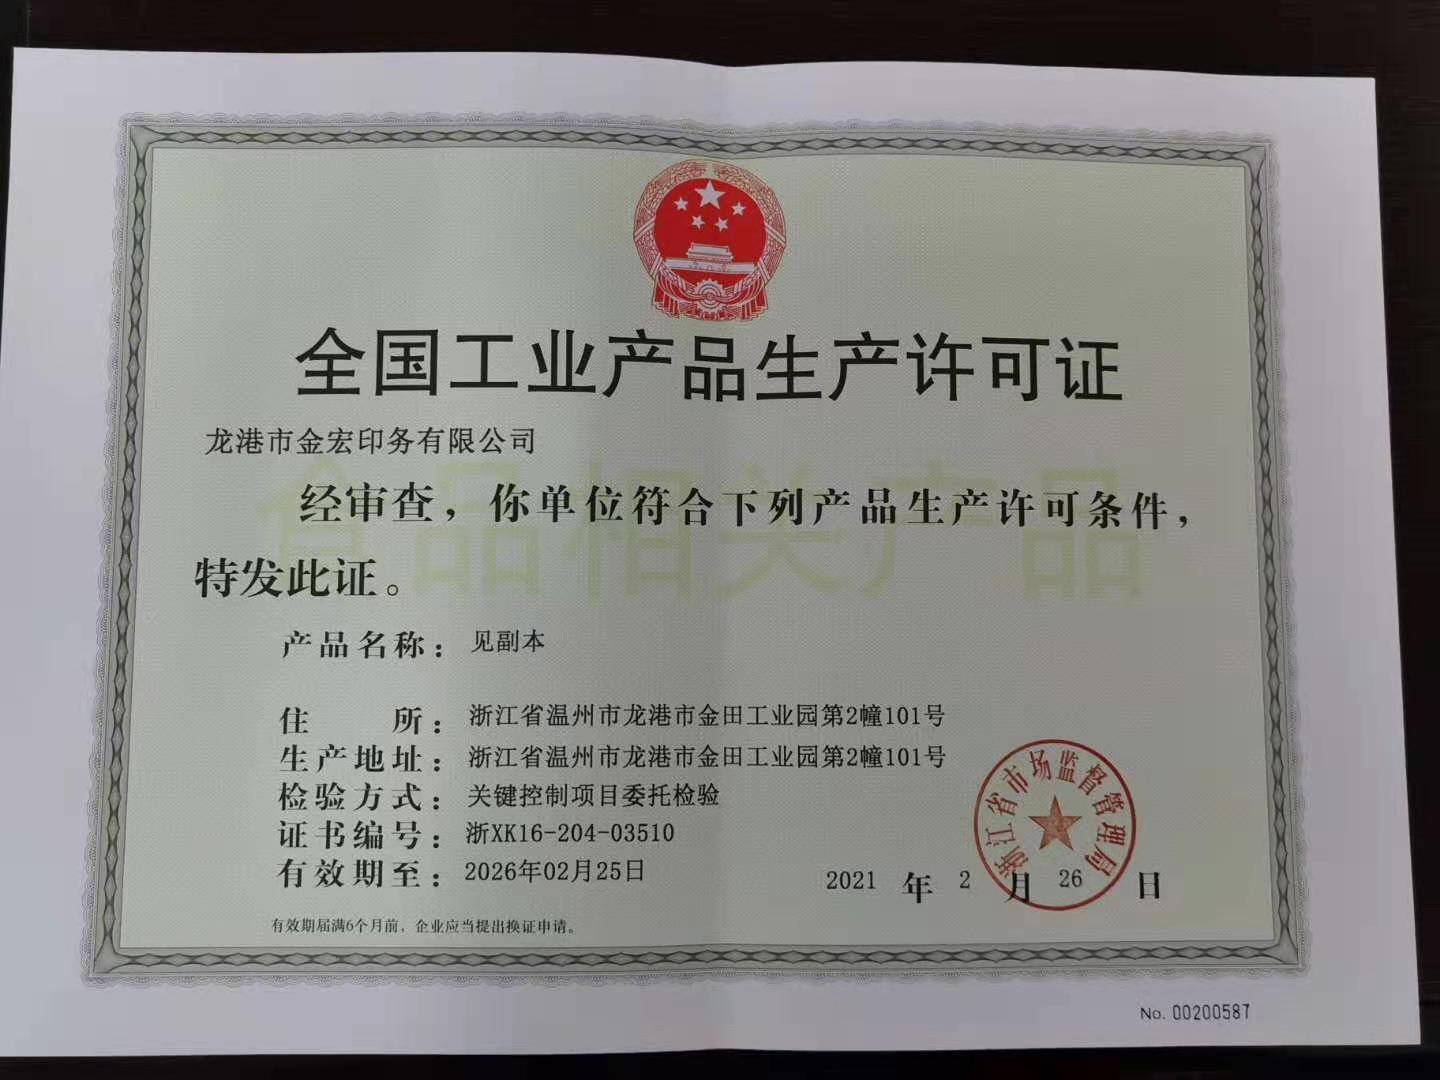 全国工业产品生产许可证
龙港市金宏印务有限公司
食品相关产品
经审查，你单位符合下列产品生产许可条件，
特发此证。
产品名称：见副本
住 所：浙江省温州市龙港市金田工业园第2幢101号
生产地址：浙江省温州市龙港市金田工业园第2幢101号
检验方式：关键控制项目委托检验
证书编号：浙XK16-204-03510
有效期至：2026年02月25日
2021 年 2 月 26 日
浙江省市场监督管理局
有效期届满6个月前，企业应当提出换证申请。
No. 00200587